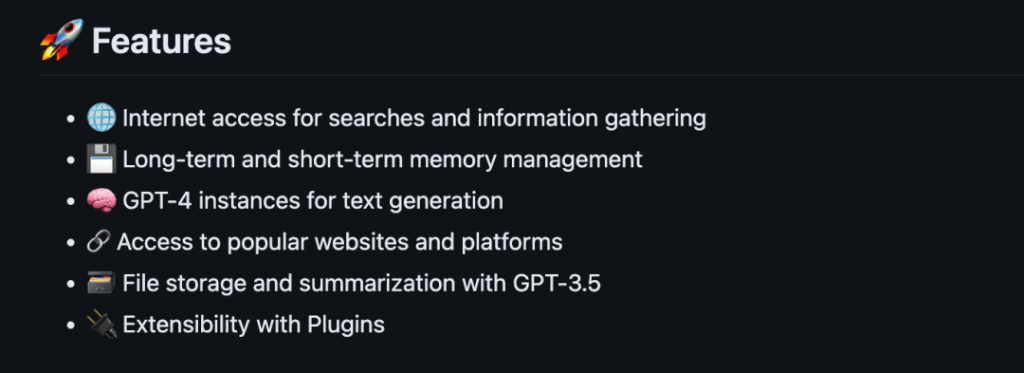 🚀 Features
• 🌐 Internet access for searches and information gathering
• 💾 Long-term and short-term memory management
• 🧠 GPT-4 instances for text generation
• 🔗 Access to popular websites and platforms
• 🗃️ File storage and summarization with GPT-3.5
• 🔌 Extensibility with Plugins